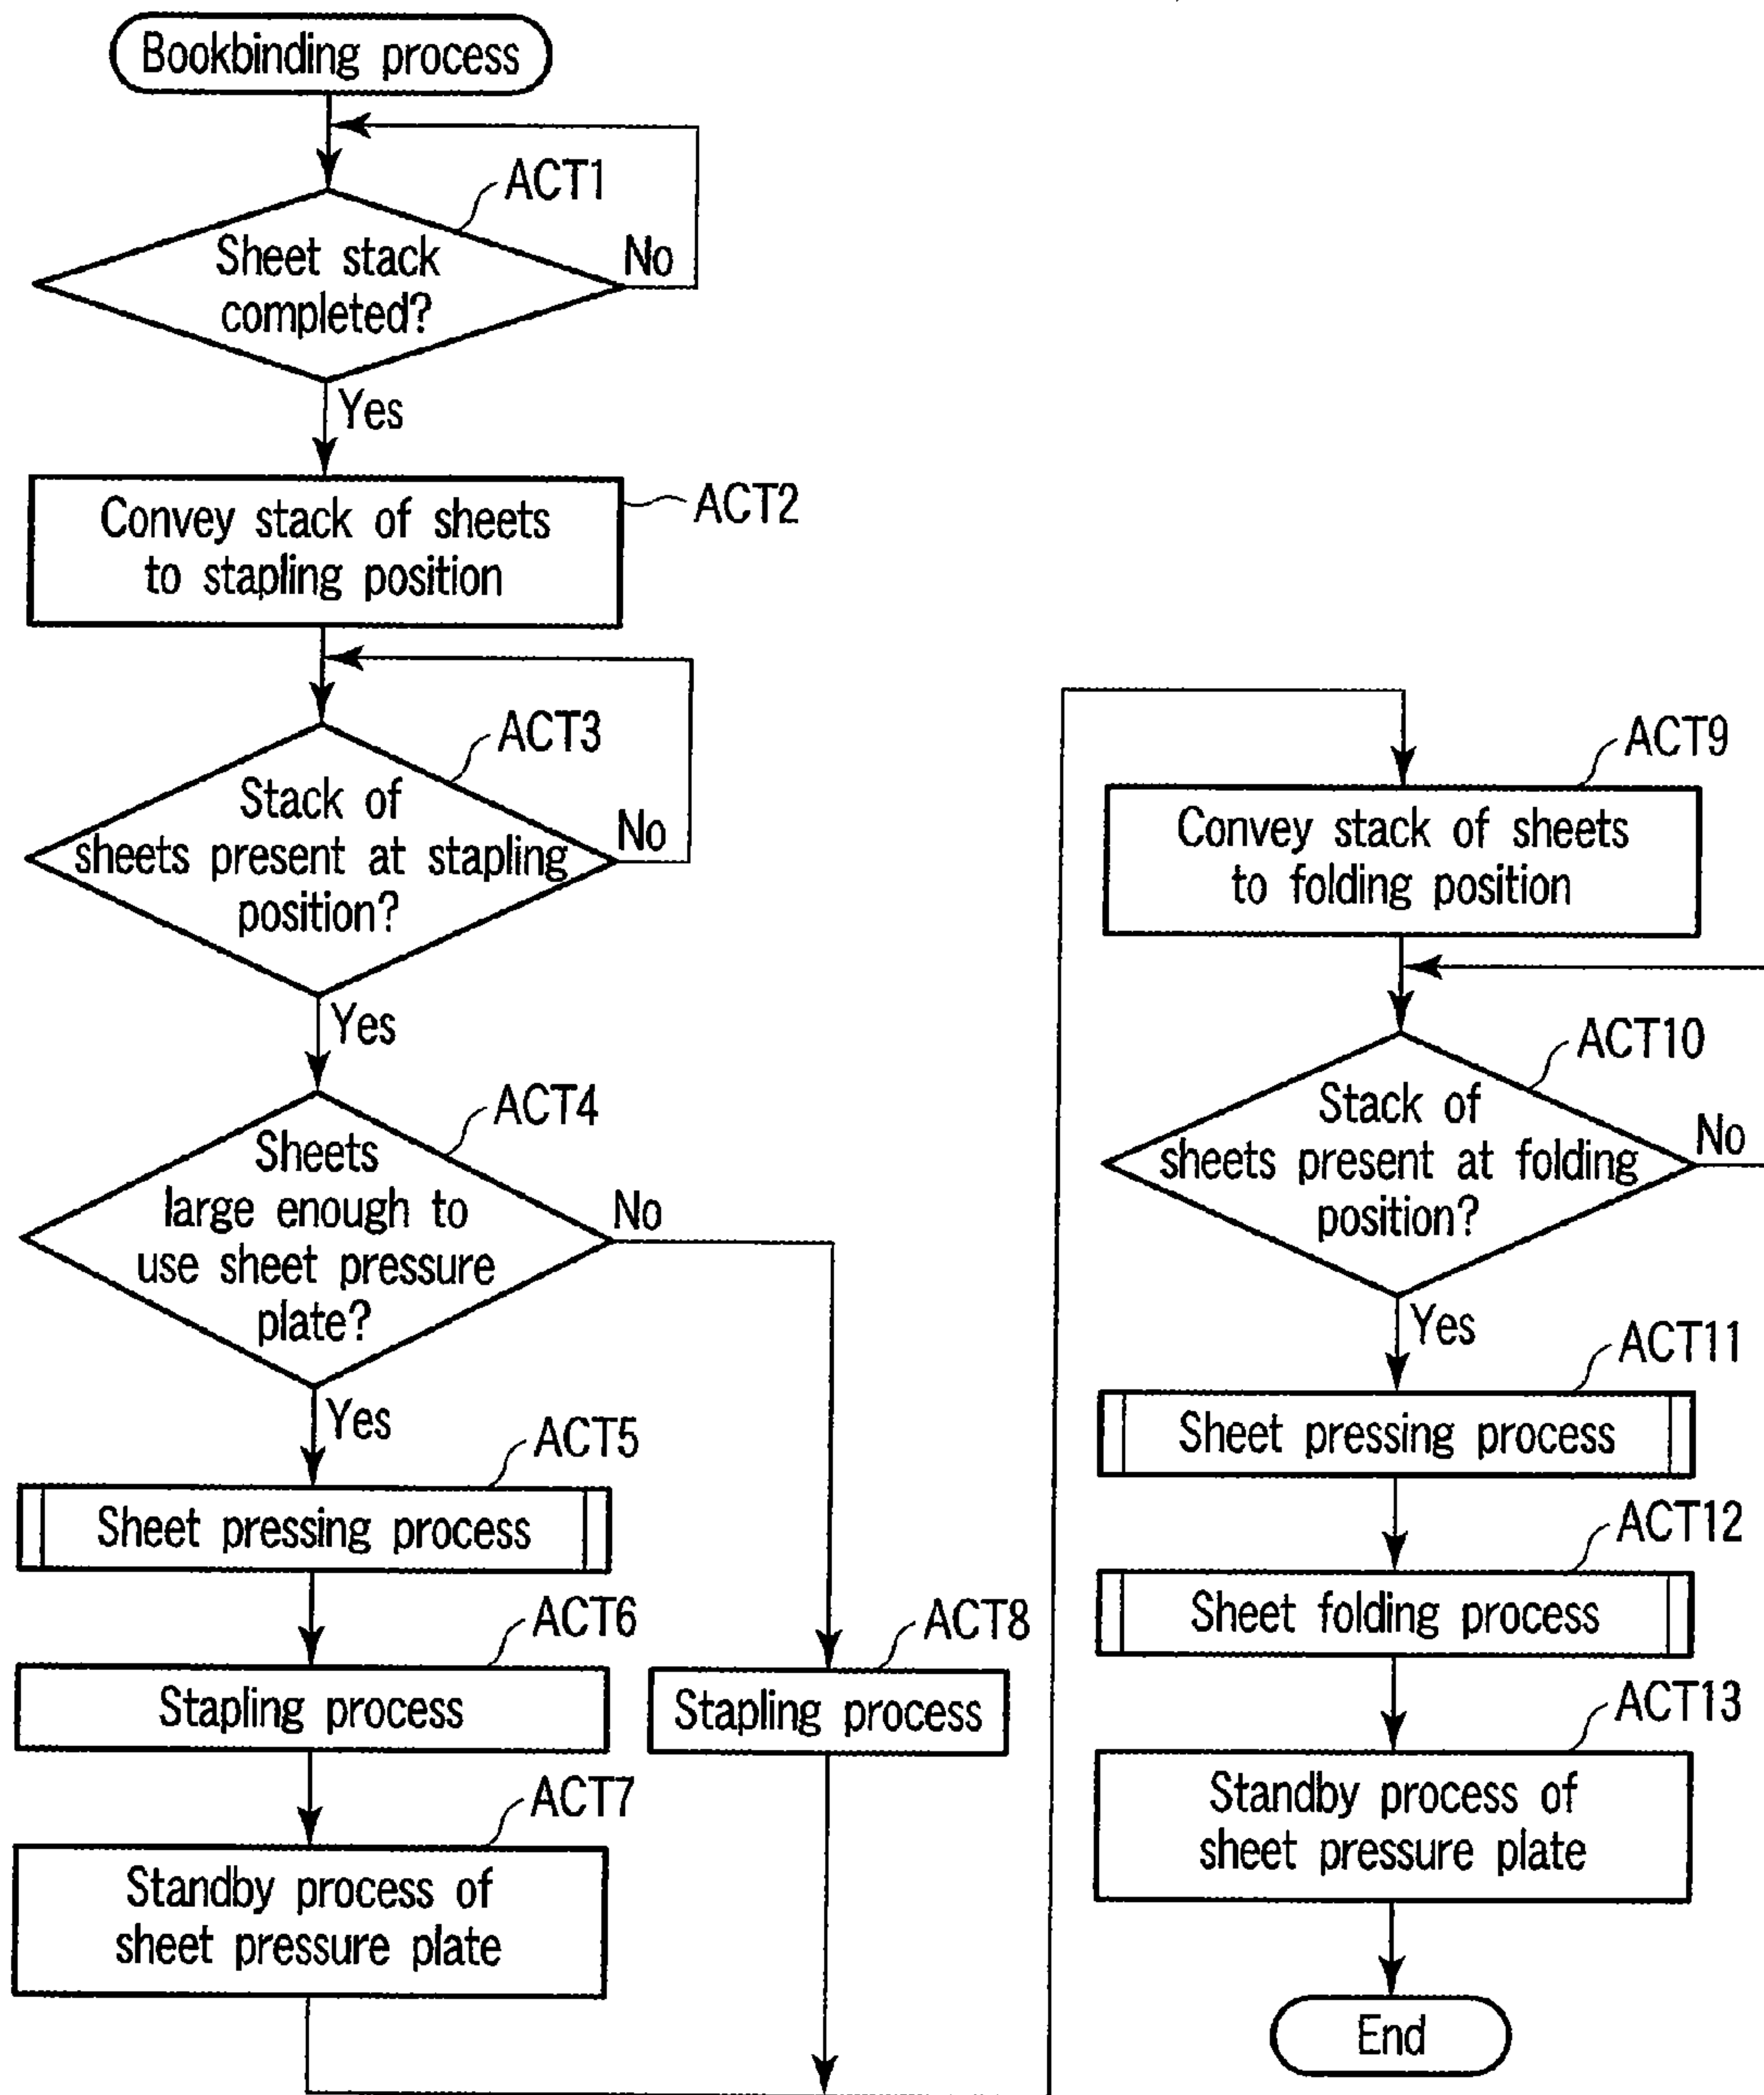 Bookbinding process
ACT1
Sheet stack
completed?
No
Yes
ACT2
Convey stack of sheets
to stapling position
ACT3
Stack of
sheets present at stapling
position?
No
Yes
ACT4
Sheets
large enough to
use sheet pressure
plate?
No
Yes
ACT5
Sheet pressing process
ACT6
Stapling process
ACT7
Standby process of
sheet pressure plate
ACT8
Stapling process
ACT9
Convey stack of sheets
to folding position
ACT10
Stack of
sheets present at folding
position?
No
Yes
ACT11
Sheet pressing process
ACT12
Sheet folding process
ACT13
Standby process of
sheet pressure plate
End